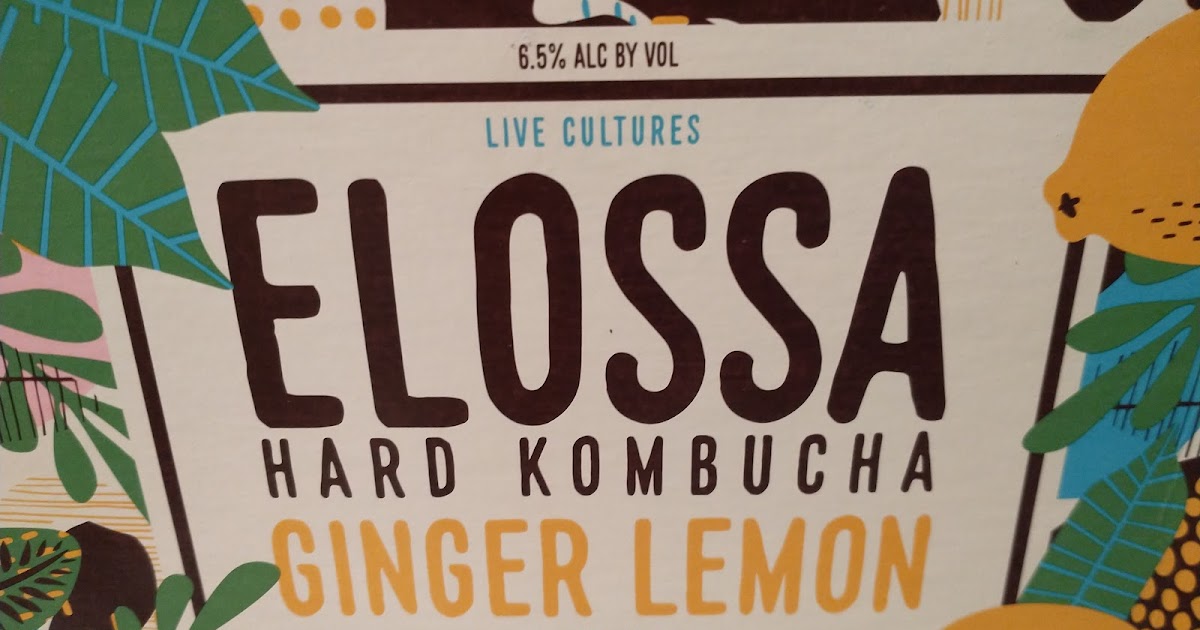 6.5% ALC BY VOL
LIVE CULTURES
ELOSSA
HARD KOMBUCHA
GINGER LEMON